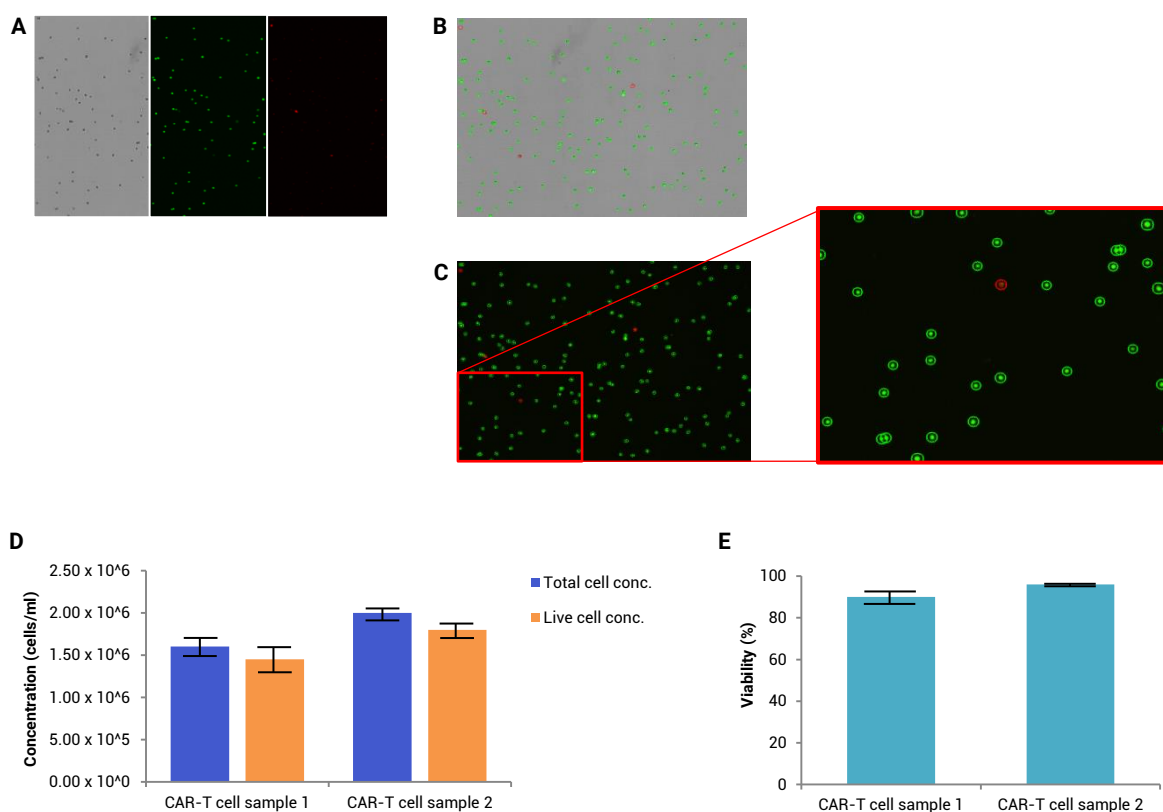 A
B
C
D
Concentration (cells/ml)
2.50 x 10^6
2.00 x 10^6
1.50 x 10^6
1.00 x 10^6
5.00 x 10^5
0.00 x 10^0
CAR-T cell sample 1
CAR-T cell sample 2
Total cell conc.
Live cell conc.
E
Viability (%)
100
80
60
40
20
0
CAR-T cell sample 1
CAR-T cell sample 2